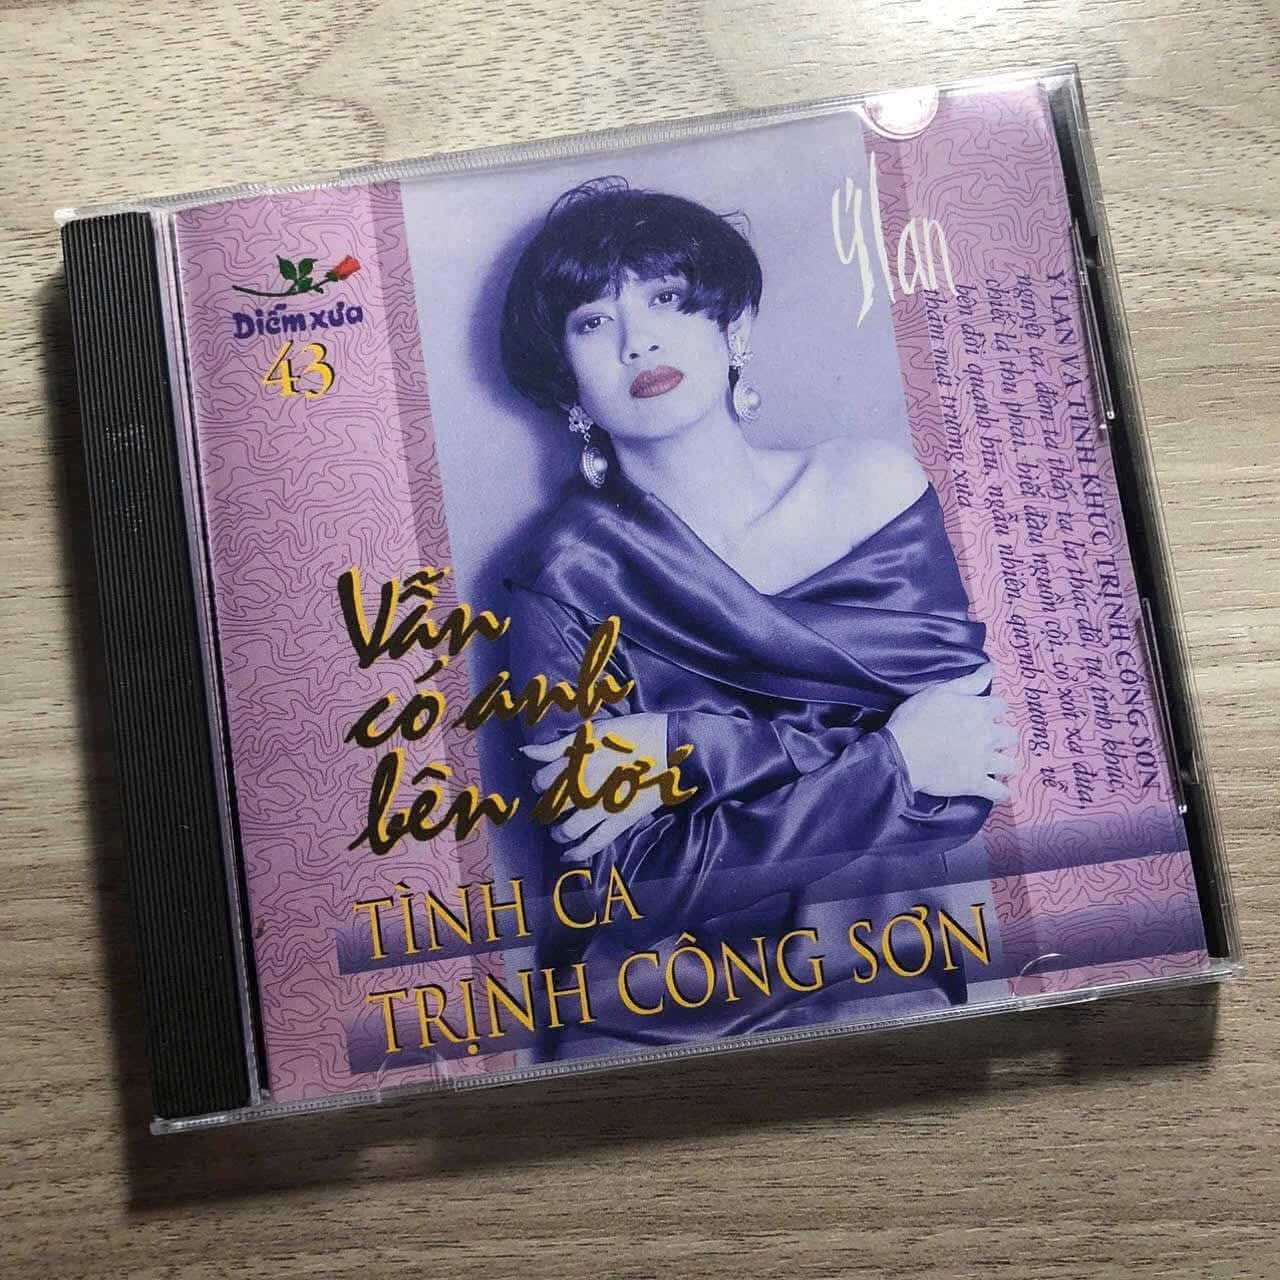 Diễm xưa
43
Ý lan
Vẫn
có anh
bên đời
TÌNH CA
TRỊNH CÔNG SƠN
Ý LAN VÀ TÌNH KHÚC TRỊNH CÔNG SƠN
nguyệt ca, đêm ta thấy ta là thác đổ, tự tình khúc,
chiếc lá thu phai, biết đâu nguồn cội, xót xa đưa,
bên đời quạnh hiu, ngẫu nhiên, quỳnh hương, về
thăm mái trường xưa